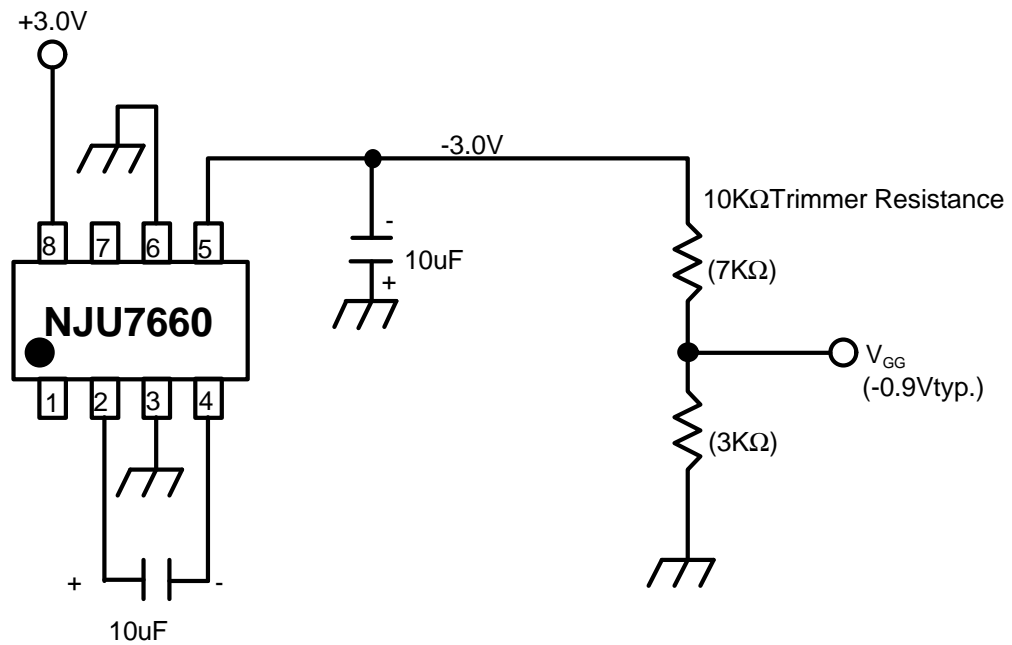 +3.0V
-3.0V
10KΩTrimmer Resistance
8
7
6
5
-
10uF
+
(7KΩ)
NJU7660
V_GG
(-0.9Vtyp.)
1
2
3
4
(3KΩ)
+
-
10uF